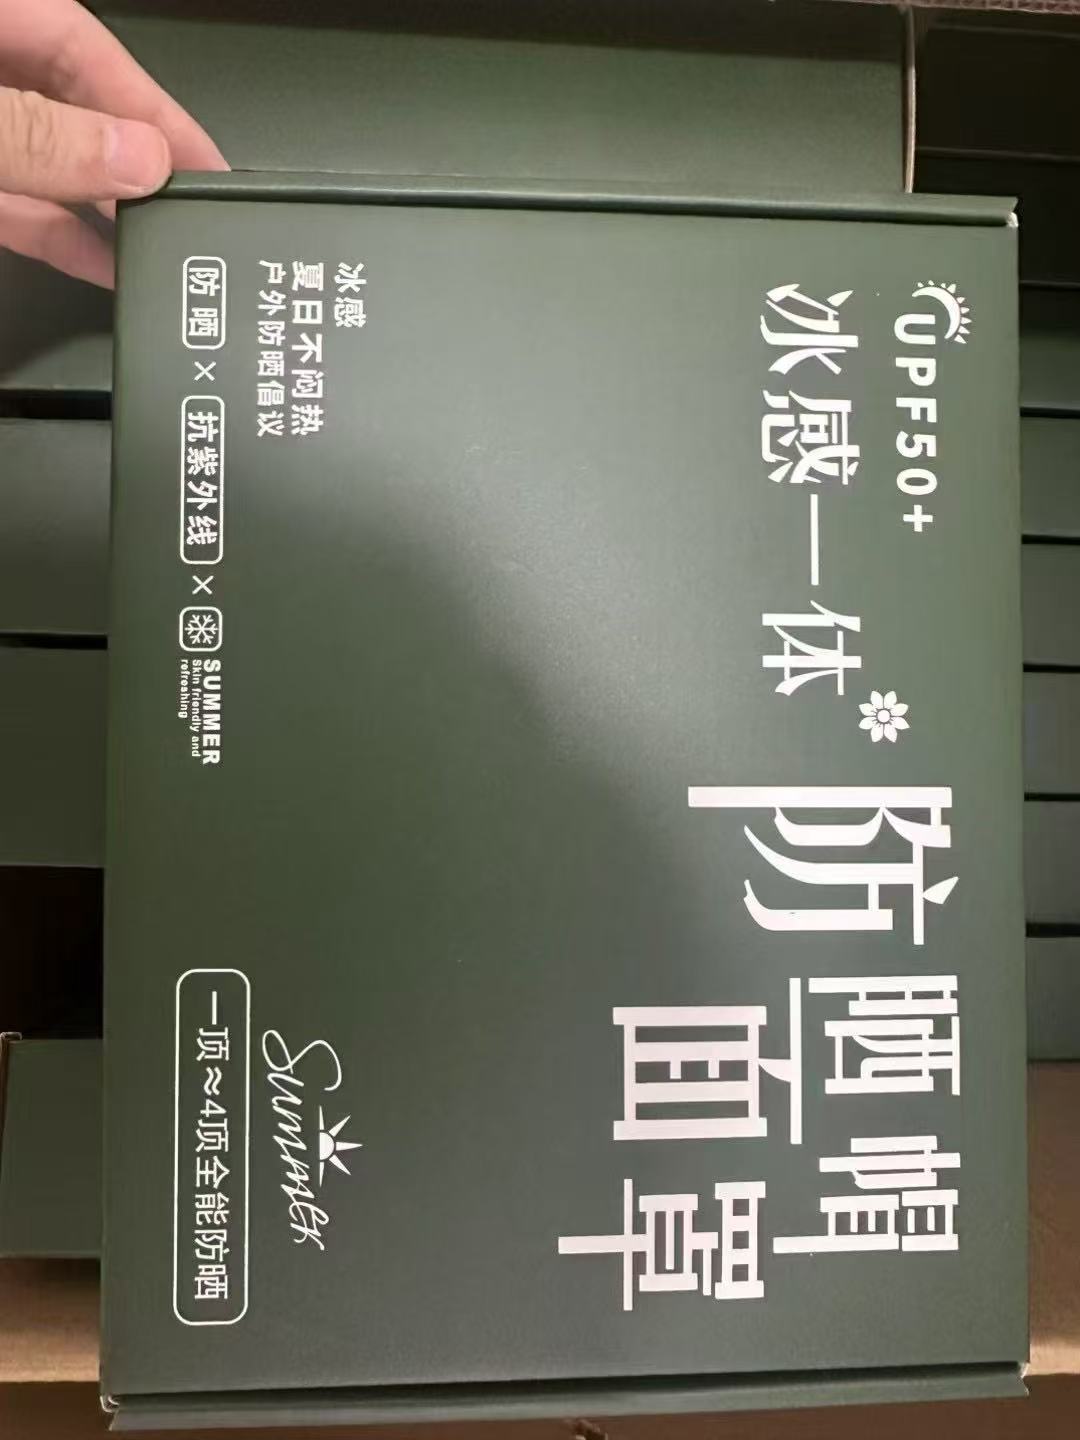 UPF50+
冰感一体
防晒帽
面罩
冰感
夏日不闷热
户外防晒倡议
防晒×抗紫外线×
SUMMER
Skin friendly and
refreshing
Summer
一顶≈4顶全能防晒